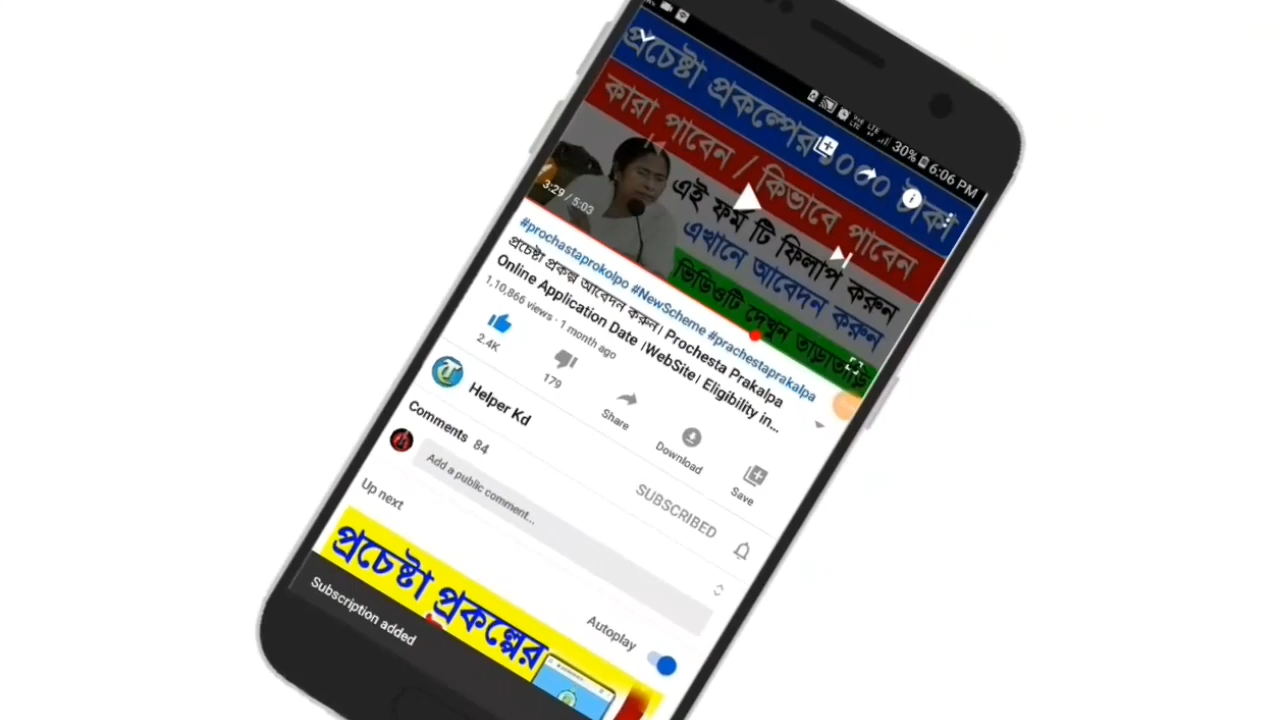 30% 6:06 PM
প্রচেষ্টা প্রকল্পের ১০০০ টাকা
কারা পাবেন / কিভাবে পাবেন
এই ফর্ম টি ফিলাপ করুন
এখানে আবেদন করুন
ভিডিওটি দেখুন তাড়াতাড়ি
3:29 / 5:03
#prochastaprokolpo #NewScheme #prachestaprakalpa
প্রচেষ্টা প্রকল্প আবেদন করুন। Prochesta Prakalpa
Online Application Date ।WebSite। Eligibility in...
1,10,866 views · 1 month ago
2.4K
179
Share
Download
Save
Helper Kd
SUBSCRIBED
Comments 84
Add a public comment...
Up next
Autoplay
প্রচেষ্টা প্রকল্পের
Subscription added